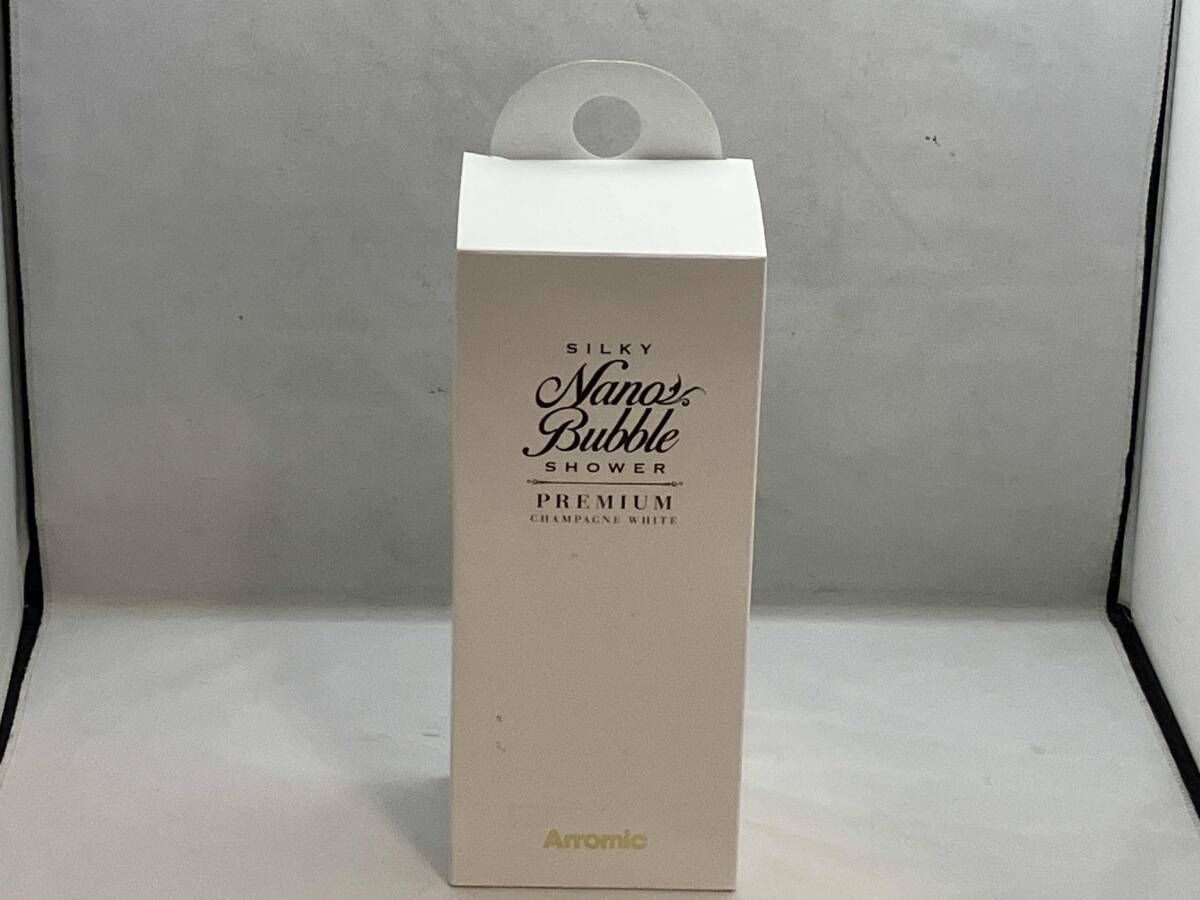 SILKY
Nano
Bubble
SHOWER
PREMIUM
CHAMPAGNE WHITE
Arromic